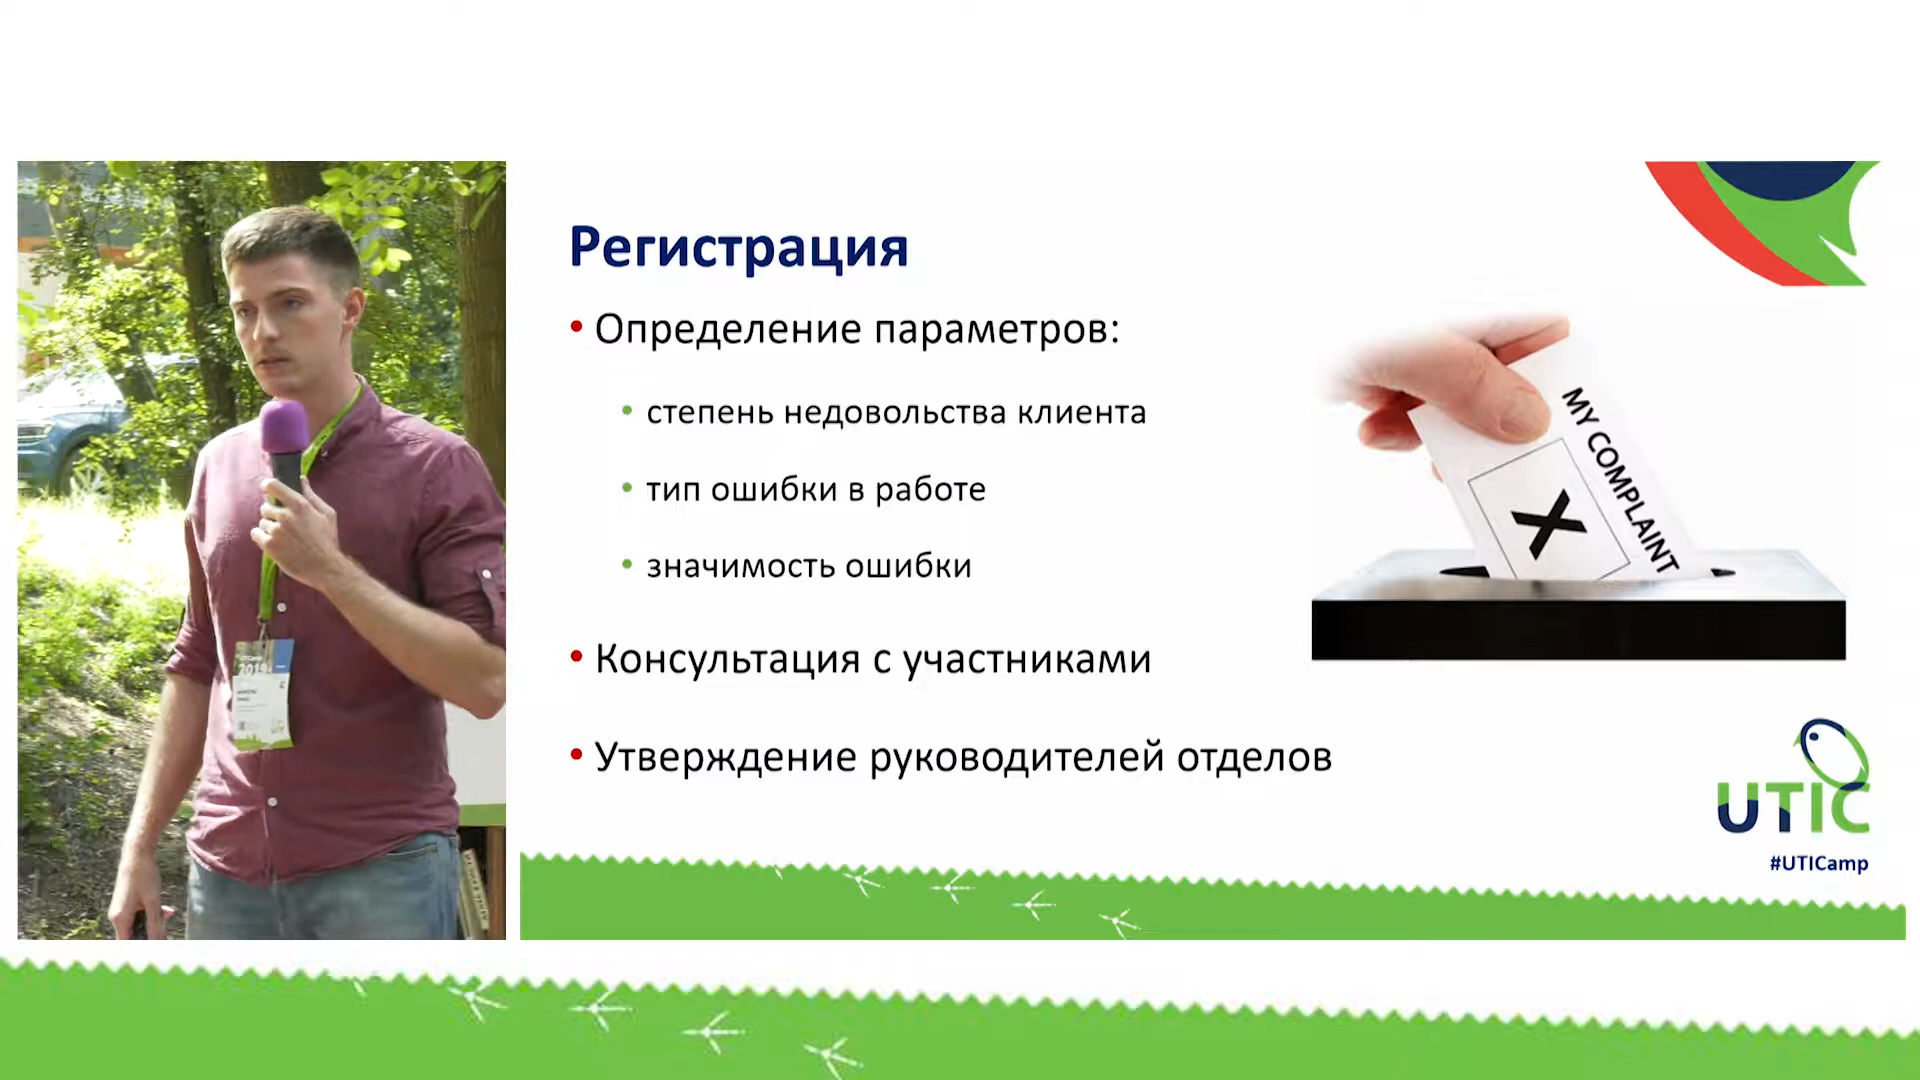 Регистрация
• Определение параметров:
• степень недовольства клиента
• тип ошибки в работе
• значимость ошибки
• Консультация с участниками
• Утверждение руководителей отделов
MY COMPLAINT
X
UTIC
#UTICamp
2019